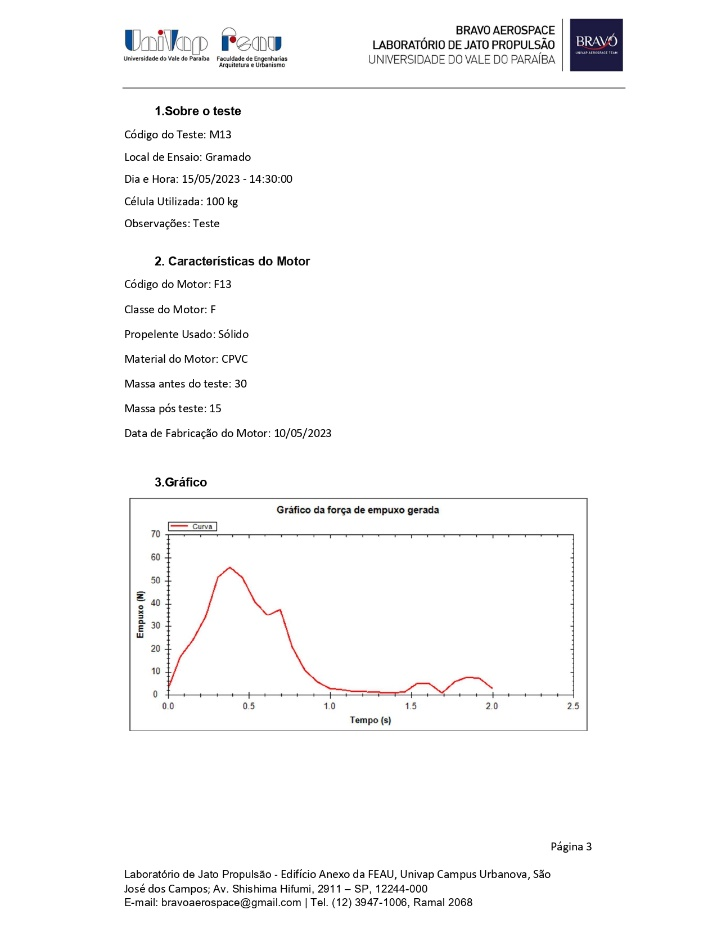 UNIVAP
Universidade do Vale do Paraíba
FEAU
Faculdade de Engenharias
Arquitetura e Urbanismo
BRAVO AEROSPACE
LABORATÓRIO DE JATO PROPULSÃO
UNIVERSIDADE DO VALE DO PARAÍBA
BRAVO
UNIVAP AEROSPACE TEAM
1.Sobre o teste
Código do Teste: M13
Local de Ensaio: Gramado
Dia e Hora: 15/05/2023 - 14:30:00
Célula Utilizada: 100 kg
Observações: Teste
2. Características do Motor
Código do Motor: F13
Classe do Motor: F
Propelente Usado: Sólido
Material do Motor: CPVC
Massa antes do teste: 30
Massa pós teste: 15
Data de Fabricação do Motor: 10/05/2023
3.Gráfico
Gráfico da força de empuxo gerada
Curva
70
60
50
40
30
20
10
0
Empuxo (N)
0.0 0.5 1.0 1.5 2.0 2.5
Tempo (s)
Página 3
Laboratório de Jato Propulsão - Edifício Anexo da FEAU, Univap Campus Urbanova, São
José dos Campos; Av. Shishima Hifumi, 2911 – SP, 12244-000
E-mail: bravoaerospace@gmail.com | Tel. (12) 3947-1006, Ramal 2068